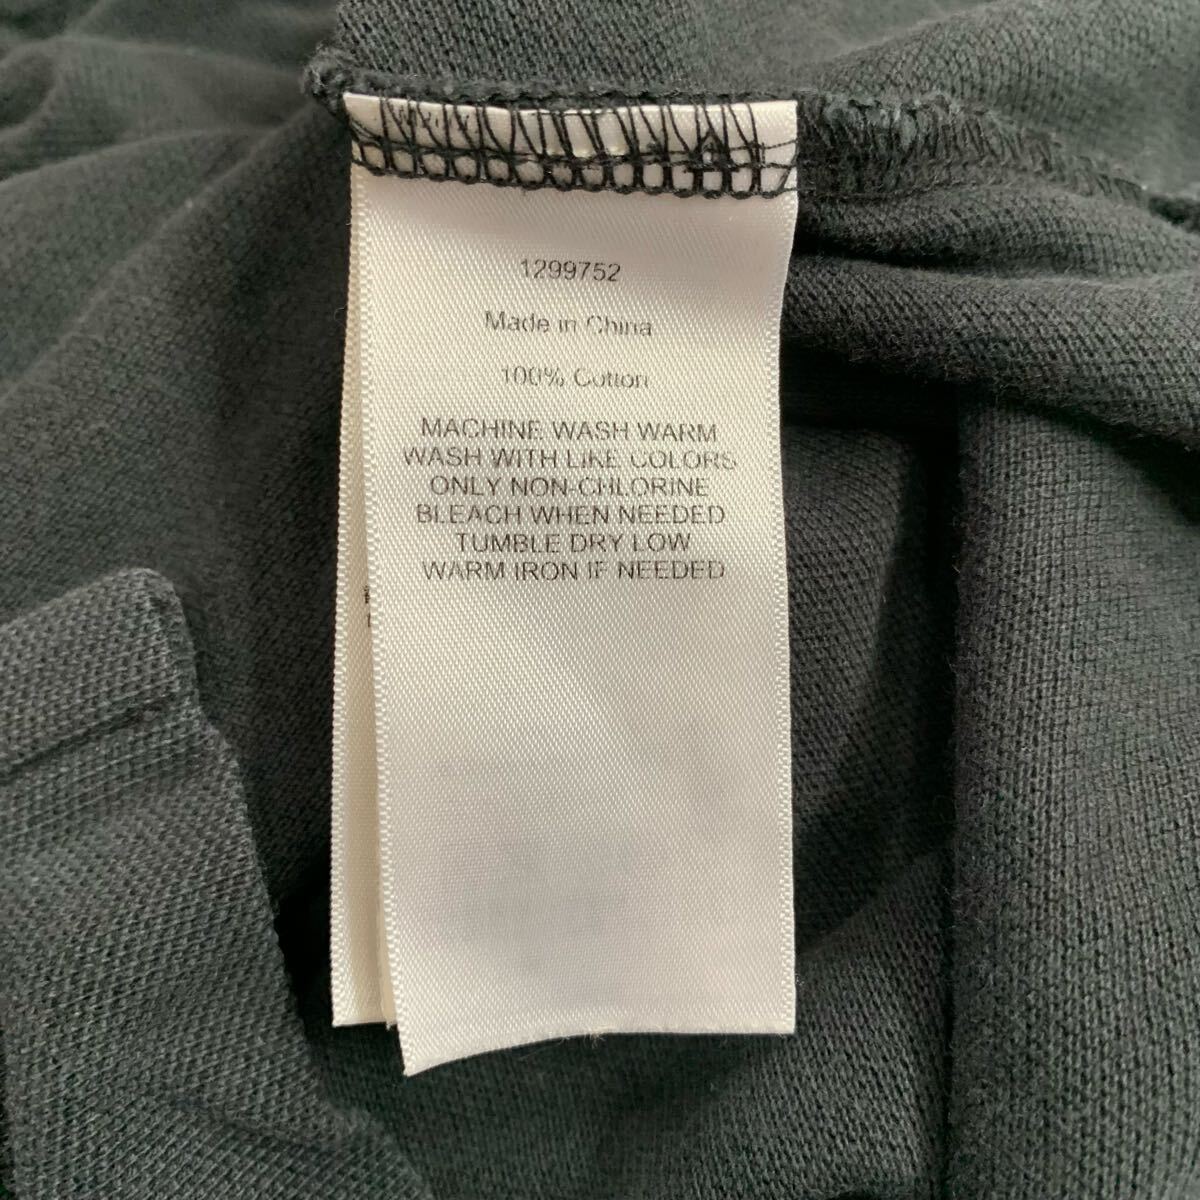 1299752
Made in China
100% Cotton
MACHINE WASH WARM
WASH WITH LIKE COLORS
ONLY NON-CHLORINE
BLEACH WHEN NEEDED
TUMBLE DRY LOW
WARM IRON IF NEEDED